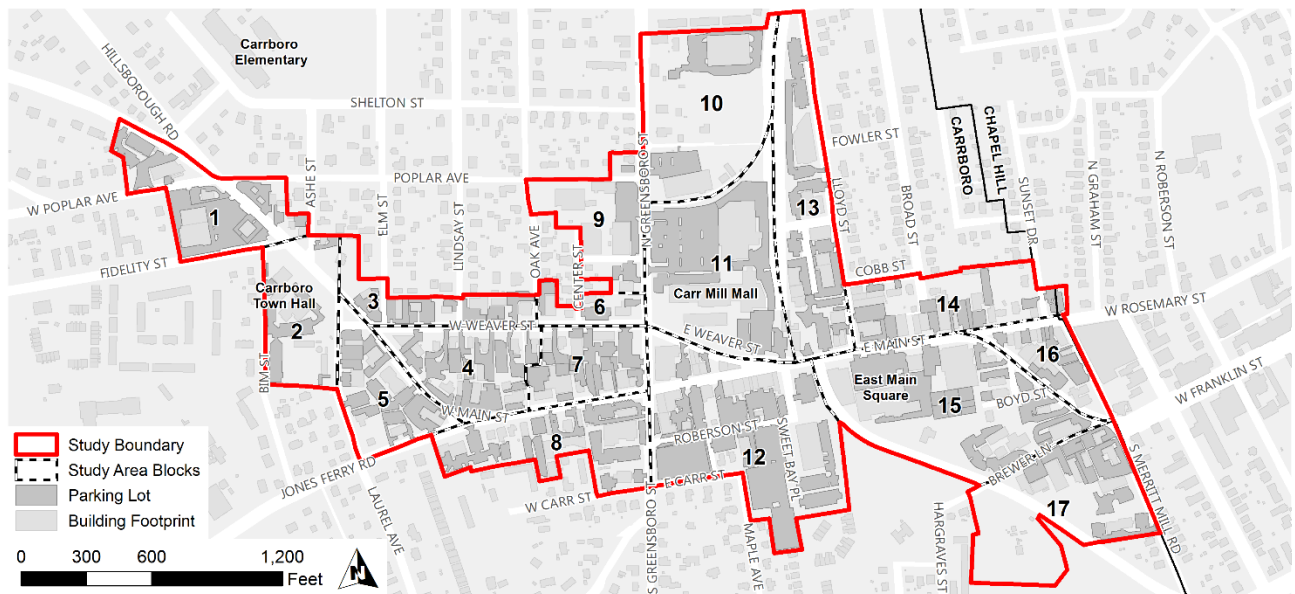 Carrboro
Elementary
HILLSBOROUGH RD
SHELTON ST
10
N GREENSBORO ST
FOWLER ST
CARRBORO
CHAPEL HILL
SUNSET DR
N GRAHAM ST
N ROBERSON ST
W POPLAR AVE
1
ASHE ST
POPLAR AVE
ELM ST
LINDSAY ST
OAK AVE
9
CENTER ST
13
LLOYD ST
BROAD ST
FIDELITY ST
11
Carr Mill Mall
COBB ST
Carrboro
Town Hall
2
3
6
14
W ROSEMARY ST
W WEAVER ST
E WEAVER ST
E MAIN ST
16
BIM ST
4
7
East Main
Square
15
BOYD ST
W FRANKLIN ST
5
W MAIN ST
8
ROBERSON ST
12
SWEET BAY PL
BREWER LN
S MERRITT MILL RD
JONES FERRY RD
LAUREL AVE
W CARR ST
S GREENSBORO ST
E CARR ST
MAPLE AVE
HARGRAVES ST
17
Study Boundary
Study Area Blocks
Parking Lot
Building Footprint
0 300 600 1,200
Feet
N